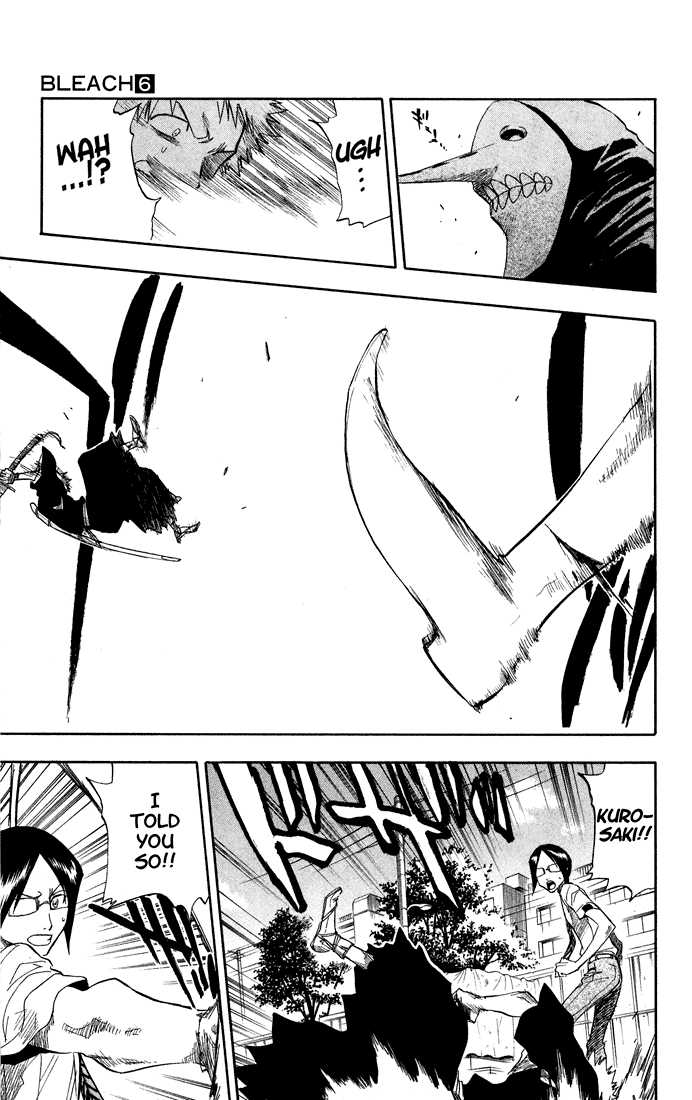 BLEACH 6
UGH
...
WAH
....!?
KURO-
SAKI!!
I
TOLD
YOU
SO!!